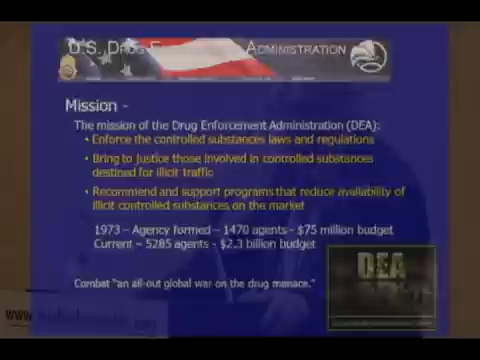 U.S. DRUG E ADMINISTRATION
Mission -
The mission of the Drug Enforcement Administration (DEA):
• Enforce the controlled substances laws and regulations
• Bring to justice those involved in controlled substances
destined for illicit traffic
• Recommend and support programs that reduce availability of
illicit controlled substances on the market
1973 – Agency formed – 1470 agents - $75 million budget
Current – 5285 agents - $2.3 billion budget
DEA
Combat "an all-out global war on the drug menace."